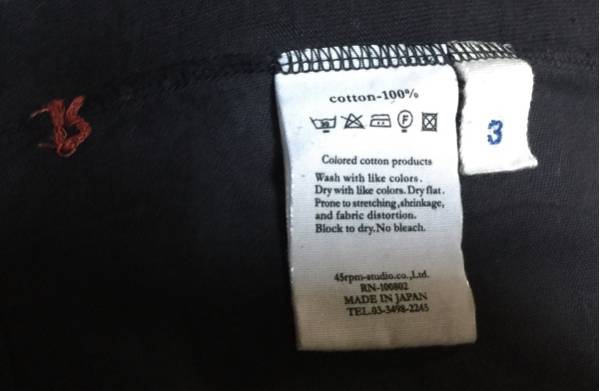 cotton-100%
F
Colored cotton products
Wash with like colors.
Dry with like colors. Dry flat.
Prone to stretching,shrinkage,
and fabric distortion.
Block to dry.No bleach.
45rpm-studio.co.,Ltd.
RN-100802
MADE IN JAPAN
TEL.03-3498-2245
3